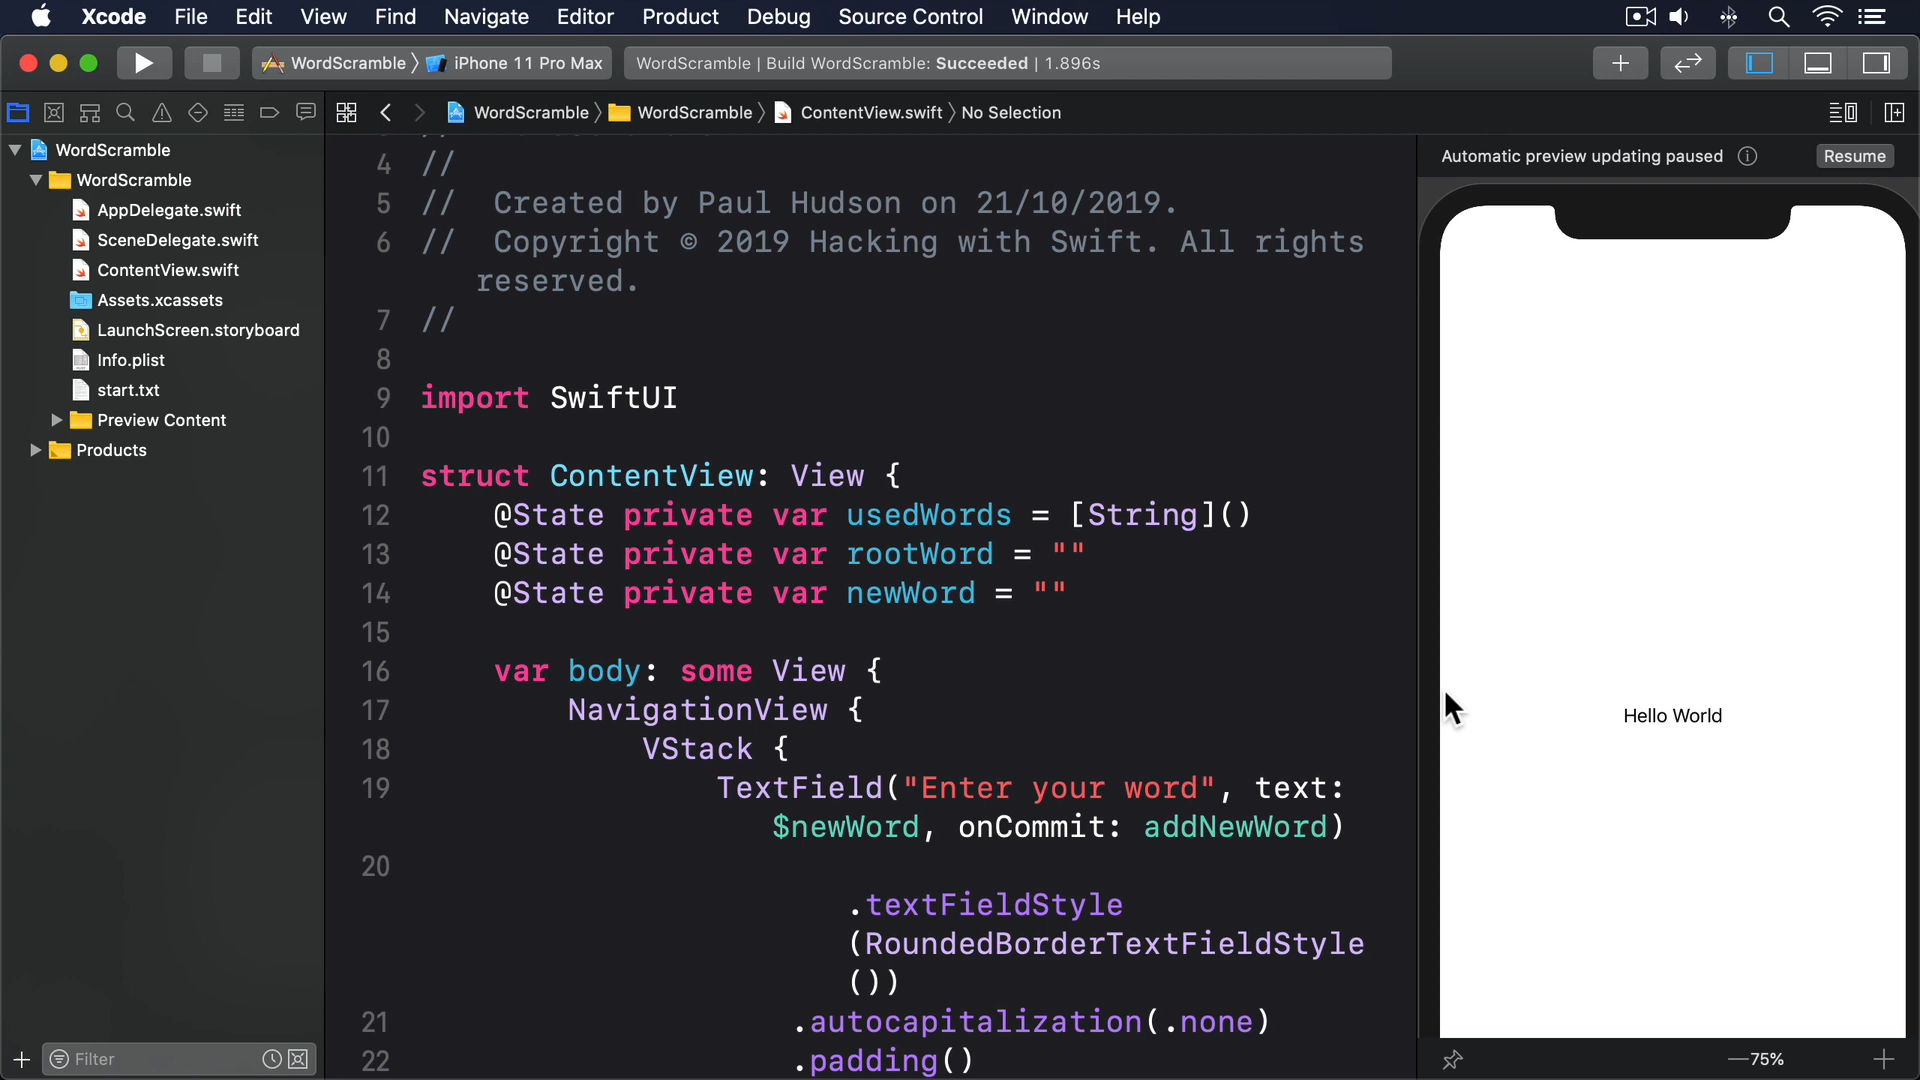 Xcode File Edit View Find Navigate Editor Product Debug Source Control Window Help
WordScramble 〉 iPhone 11 Pro Max
WordScramble | Build WordScramble: Succeeded | 1.896s
WordScramble 〉 WordScramble 〉 ContentView.swift 〉 No Selection
WordScramble
WordScramble
AppDelegate.swift
SceneDelegate.swift
ContentView.swift
Assets.xcassets
LaunchScreen.storyboard
Info.plist
start.txt
Preview Content
Products
Filter
4 //
5 //  Created by Paul Hudson on 21/10/2019.
6 //  Copyright © 2019 Hacking with Swift. All rights
reserved.
7 //
8
9 import SwiftUI
10
11 struct ContentView: View {
12 @State private var usedWords = [String]()
13 @State private var rootWord = ""
14 @State private var newWord = ""
15
16 var body: some View {
17 NavigationView {
18 VStack {
19 TextField("Enter your word", text:
$newWord, onCommit: addNewWord)
20
.textFieldStyle
(RoundedBorderTextFieldStyle
())
21 .autocapitalization(.none)
22 .padding()
Automatic preview updating paused
Resume
Hello World
75%